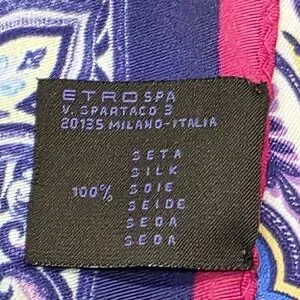 ETRO SPA
V. SPARTACO 3
20135 MILANO-ITALIA
SETA
SILK
100% SOIE
SEIDE
SEDA
SEDA